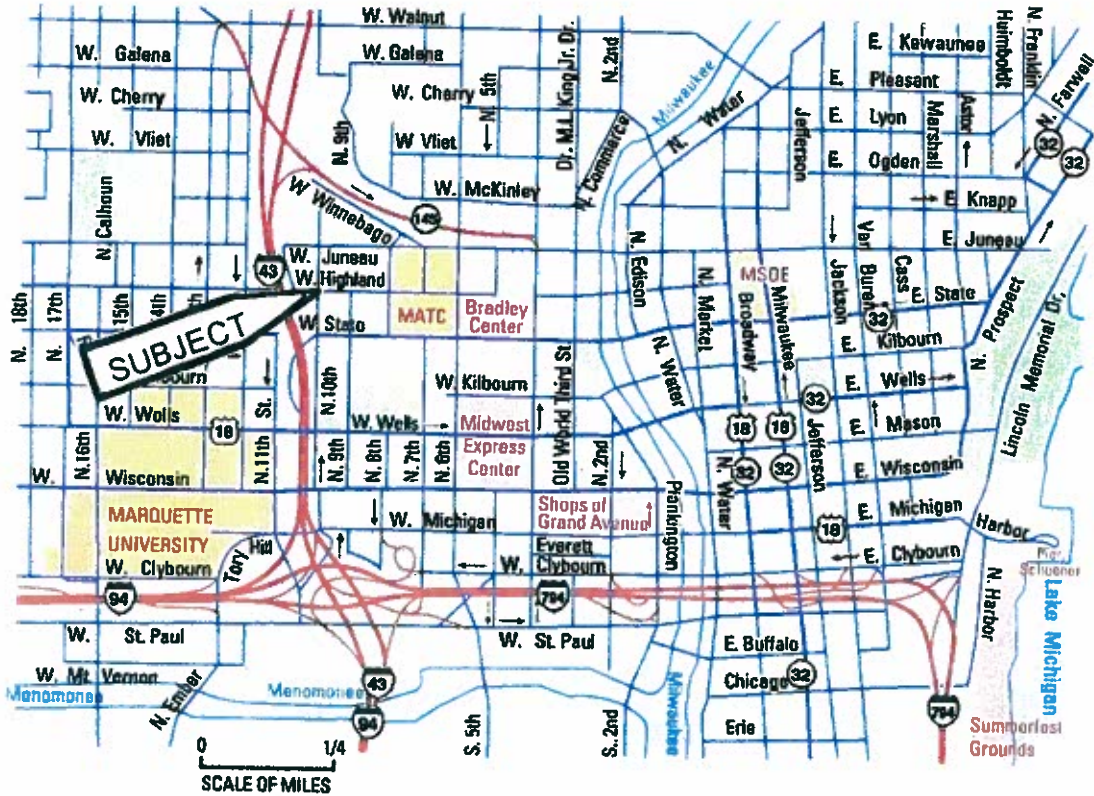 W. Walnut
W. Galena
W. Galena
E. Kewaunee
Humboldt
N. Franklin
N. Farwell
N. 5th
Dr. M.L. King Jr. Dr.
N. 2nd
Milwaukee
E. Pleasant
W. Cherry
W. Cherry
N. Water
E. Lyon
Marshall
Astor
Jefferson
W. Vliet
N. 9th
W Vliet
N. Commerce
E. Ogden
32
32
N. Calhoun
W. McKinley
E. Knapp
W Winnebago
145
E. Juneau
Van Buren
Cass
43
W. Juneau
W. Highland
N. Edison
N. Market
Broadway
MSOE
Milwaukee
Jackson
E. State
18th
17th
15th
14th
MATC
Bradley
Center
32
N. Prospect
Lincoln Memorial Dr.
SUBJECT
W. State
E. Kilbourn
N.
N.
N. 10th
W. Kilbourn
Old World Third St.
N. Water
E. Wells
W. Wells
St.
W. Wells
Midwest
Express
Center
32
E. Mason
18
18
18
Jefferson
N. 16th
N. 11th
N. 9th
N. 8th
N. 7th
N. 6th
N. 2nd
32
32
W. Wisconsin
N. Water
E. Wisconsin
Plankington
MARQUETTE
UNIVERSITY
W. Michigan
Shops of
Grand Avenue
18
E. Michigan
Harbor
Tory Hill
W. Clybourn
Everett
W. Clybourn
E. Clybourn
94
794
N. Harbor
Lake Michigan
W. St. Paul
W. St. Paul
E. Buffalo
W. Mt. Vernon
Menomonee
N. Ember
Menomonee
43
94
Chicago
32
Milwaukee
S. 5th
S. 2nd
Erie
794
Summerfest
Grounds
0 1/4
SCALE OF MILES